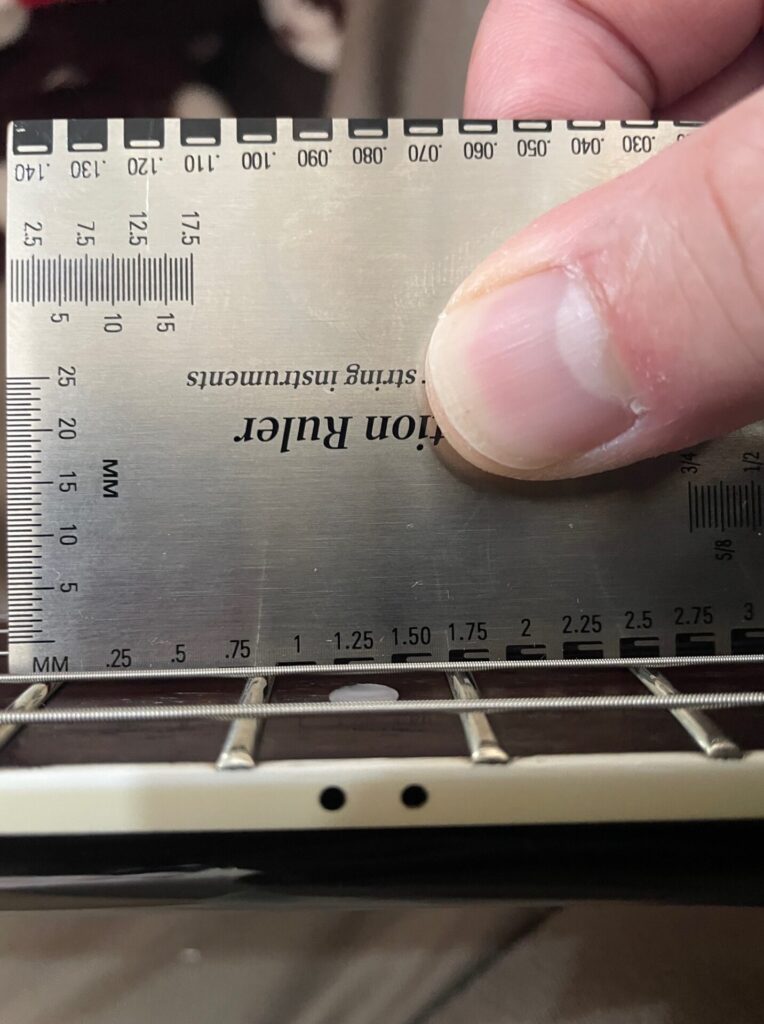 .140 .130 .120 .110 .100 .090 .080 .070 .060 .050 .040 .030
2.5 7.5 12.5 17.5
5 10 15
string instruments
tion Ruler
25
20
15
10
5
MM
3/4 1/2
5/8
MM .25 .5 .75 1 1.25 1.50 1.75 2 2.25 2.5 2.75 3